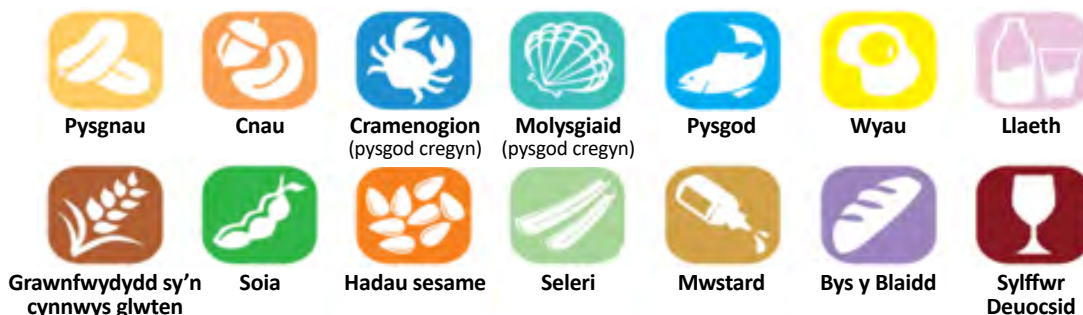 Pysgnau
Cnau
Cramenogion
(pysgod cregyn)
Molysgiaid
(pysgod cregyn)
Pysgod
Wyau
Llaeth
Grawnfwydydd sy'n
cynnwys glwten
Soia
Hadau sesame
Seleri
Mwstard
Bys y Blaidd
Sylffwr
Deuocsid